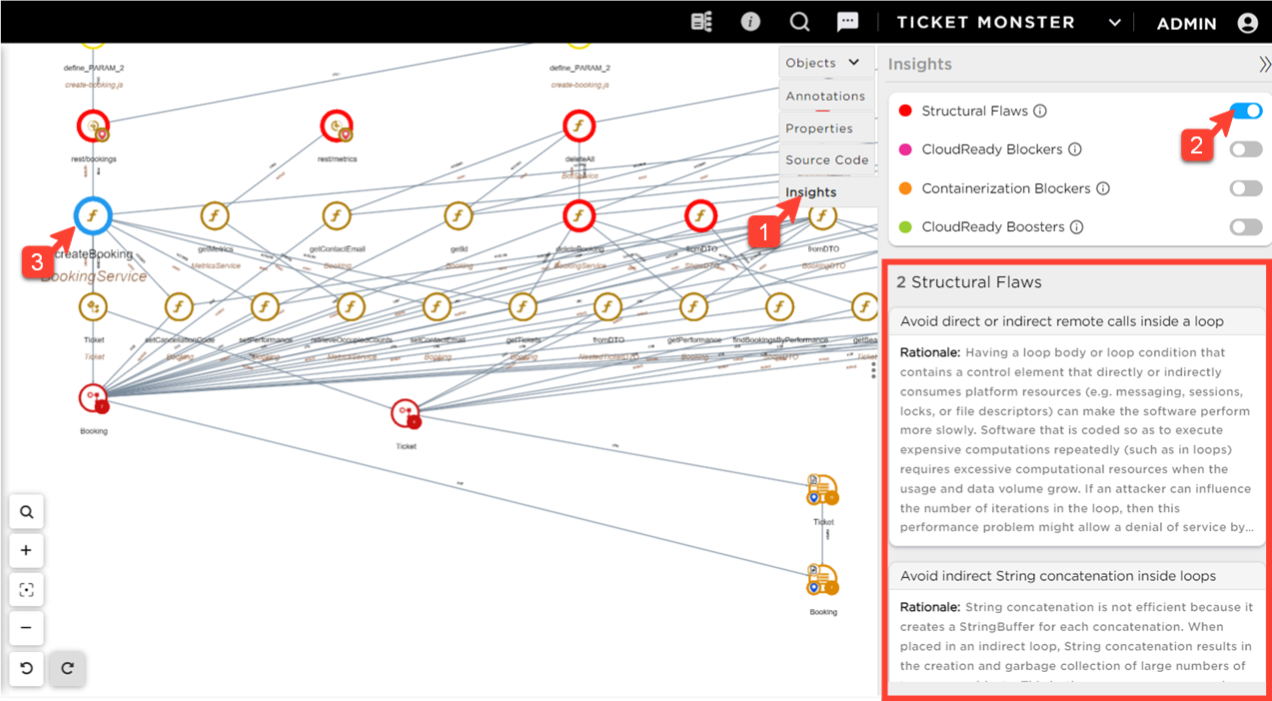 TICKET MONSTER
ADMIN
define_PARAM_2
create-booking.js
define_PARAM_2
create-booking.js
Objects
Annotations
Properties
Source Code
Insights
Insights
Structural Flaws
CloudReady Blockers
Containerization Blockers
CloudReady Boosters
1
2
3
rest/bookings
rest/metrics
deleteAll
BotService
createBooking
BookingService
getMetrics
MetricsService
getContactEmail
Booking
getId
Booking
deleteBooking
BookingService
fromDTO
ShowDTO
fromDTO
BookingDTO
Ticket
Ticket
setCancellationCode
Booking
setPerformance
Booking
retrieveOccupiedCounts
MetricsService
setContactEmail
Booking
getTickets
Booking
fromDTO
NestedTicketDTO
getPerformance
Booking
findBookingsByPerformance
Ticket
Booking
Ticket
Ticket
Booking
2 Structural Flaws
Avoid direct or indirect remote calls inside a loop
Rationale: Having a loop body or loop condition that
contains a control element that directly or indirectly
consumes platform resources (e.g. messaging, sessions,
locks, or file descriptors) can make the software perform
more slowly. Software that is coded so as to execute
expensive computations repeatedly (such as in loops)
requires excessive computational resources when the
usage and data volume grow. If an attacker can influence
the number of iterations in the loop, then this
performance problem might allow a denial of service by...
Avoid indirect String concatenation inside loops
Rationale: String concatenation is not efficient because it
creates a StringBuffer for each concatenation. When
placed in an indirect loop, String concatenation results in
the creation and garbage collection of large numbers of